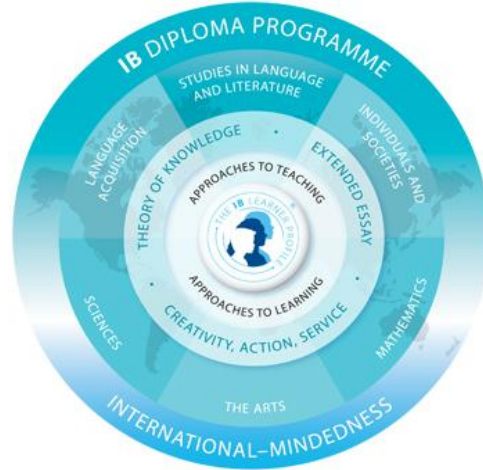 IB DIPLOMA PROGRAMME
STUDIES IN LANGUAGE
AND LITERATURE
LANGUAGE
ACQUISITION
INDIVIDUALS AND
SOCIETIES
THEORY OF KNOWLEDGE
EXTENDED ESSAY
APPROACHES TO TEACHING
THE IB LEARNER PROFILE
®
APPROACHES TO LEARNING
CREATIVITY, ACTION, SERVICE
SCIENCES
MATHEMATICS
THE ARTS
INTERNATIONAL–MINDEDNESS